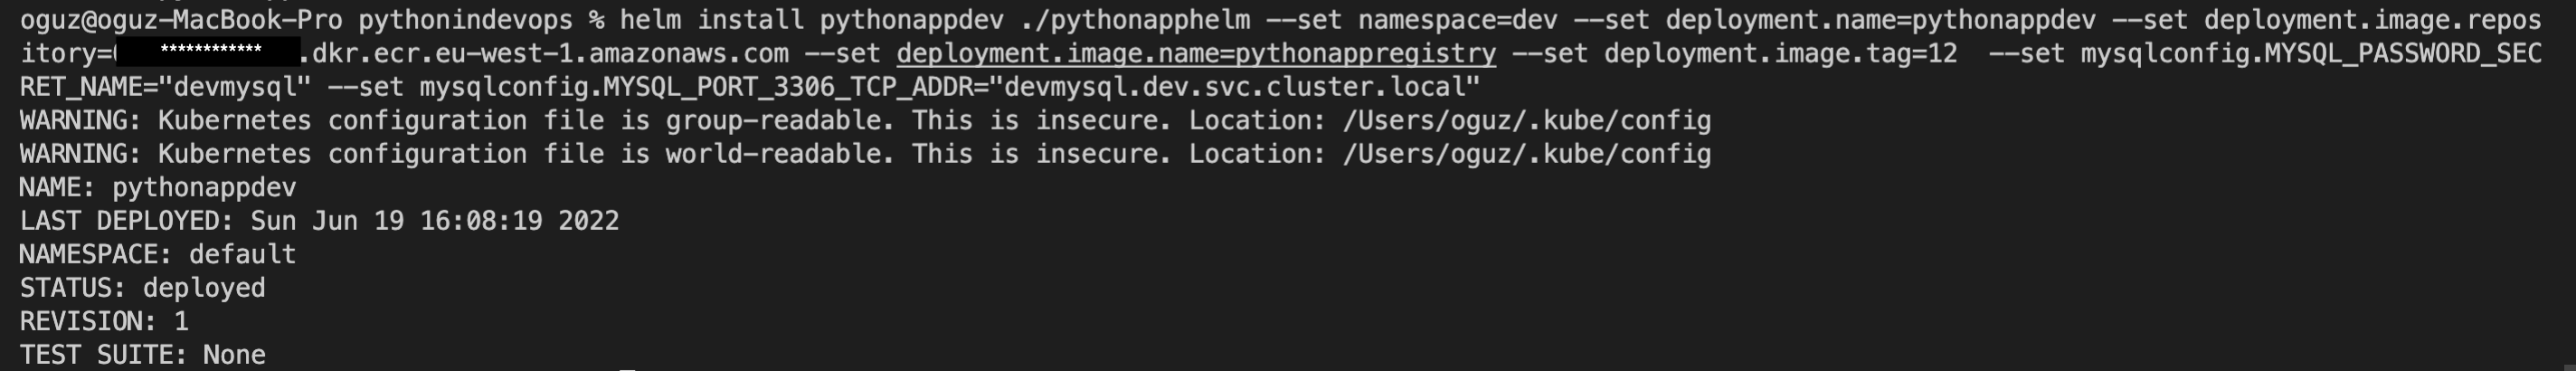 oguz@oguz-MacBook-Pro pythonindevops % helm install pythonappdev ./pythonapphelm --set namespace=dev --set deployment.name=pythonappdev --set deployment.image.repos
itory=************.dkr.ecr.eu-west-1.amazonaws.com --set deployment.image.name=pythonappregistry --set deployment.image.tag=12  --set mysqlconfig.MYSQL_PASSWORD_SEC
RET_NAME="devmysql" --set mysqlconfig.MYSQL_PORT_3306_TCP_ADDR="devmysql.dev.svc.cluster.local"
WARNING: Kubernetes configuration file is group-readable. This is insecure. Location: /Users/oguz/.kube/config
WARNING: Kubernetes configuration file is world-readable. This is insecure. Location: /Users/oguz/.kube/config
NAME: pythonappdev
LAST DEPLOYED: Sun Jun 19 16:08:19 2022
NAMESPACE: default
STATUS: deployed
REVISION: 1
TEST SUITE: None